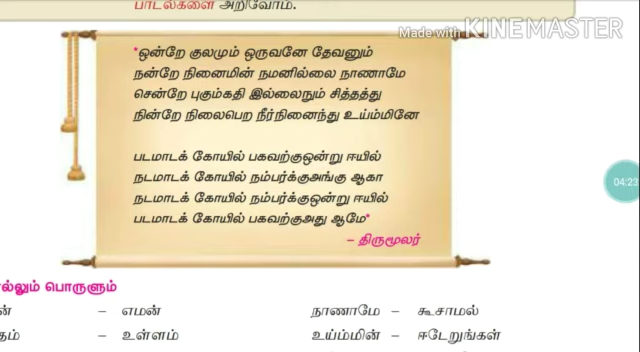 பாடல்களை அறிவோம்.
Made with KINEMASTER
*ஒன்றே குலமும் ஒருவனே தேவனும்
நன்றே நினைமின் நமனில்லை நாணாமே
சென்றே புகும்கதி இல்லைநும் சித்தத்து
நின்றே நிலைபெற நீர்நினைந்து உய்ம்மினே
படமாடக் கோயில் பகவற்குஒன்று ஈயில்
நடமாடக் கோயில் நம்பர்க்குஅங்கு ஆகா
நடமாடக் கோயில் நம்பர்க்குஒன்று ஈயில்
படமாடக் கோயில் பகவற்குஅது ஆமே*
– திருமூலர்
04:23
ல்லும் பொருளும்
ன் – எமன் நாணாமே – கூசாமல்
தம் – உள்ளம் உய்ம்மின் – ஈடேறுங்கள்